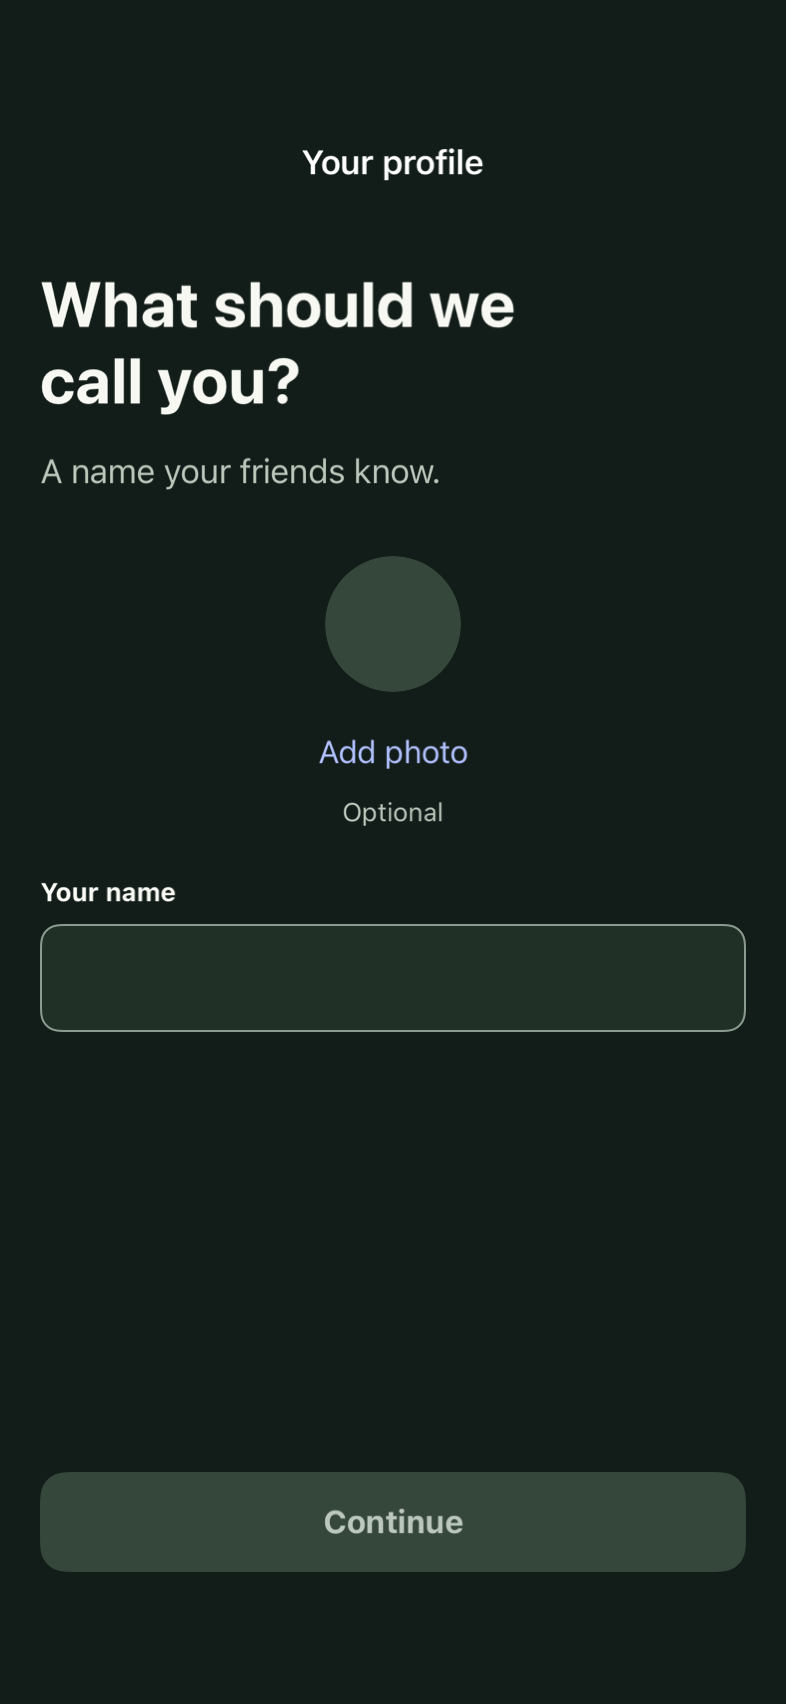 Your profile
What should we
call you?
A name your friends know.
Add photo
Optional
Your name
Continue